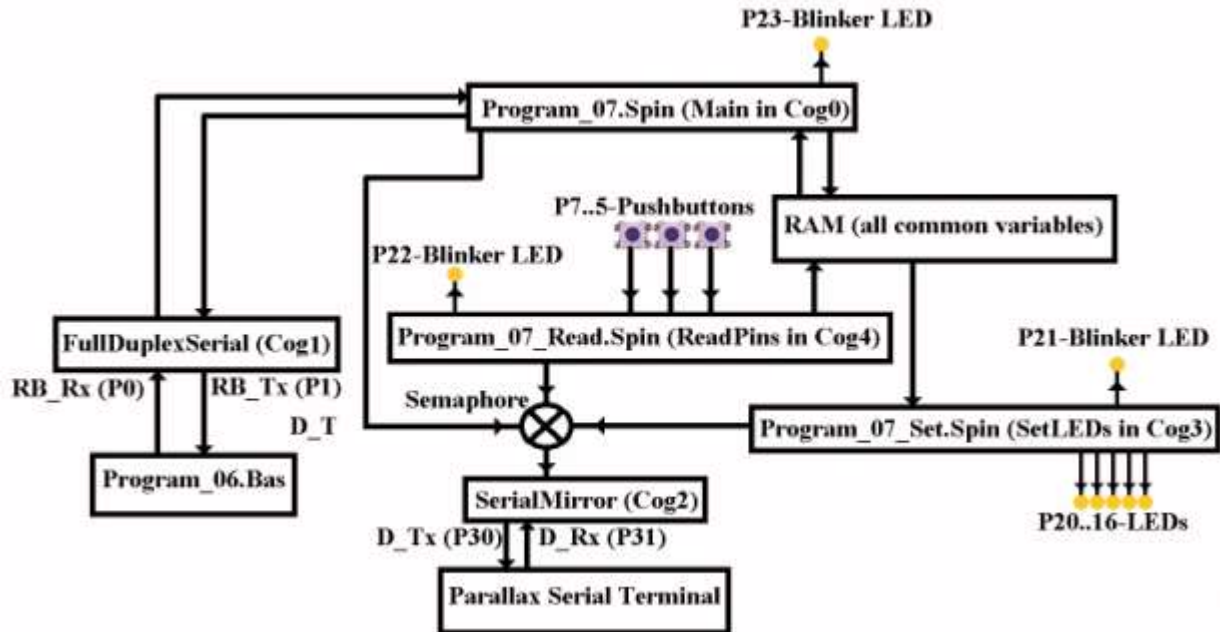 P23-Blinker LED
Program_07.Spin (Main in Cog0)
P7..5-Pushbuttons
RAM (all common variables)
P22-Blinker LED
FullDuplexSerial (Cog1)
Program_07_Read.Spin (ReadPins in Cog4)
P21-Blinker LED
RB_Rx (P0)
RB_Tx (P1)
Semaphore
D_T
Program_07_Set.Spin (SetLEDs in Cog3)
Program_06.Bas
SerialMirror (Cog2)
P20..16-LEDs
D_Tx (P30)
D_Rx (P31)
Parallax Serial Terminal